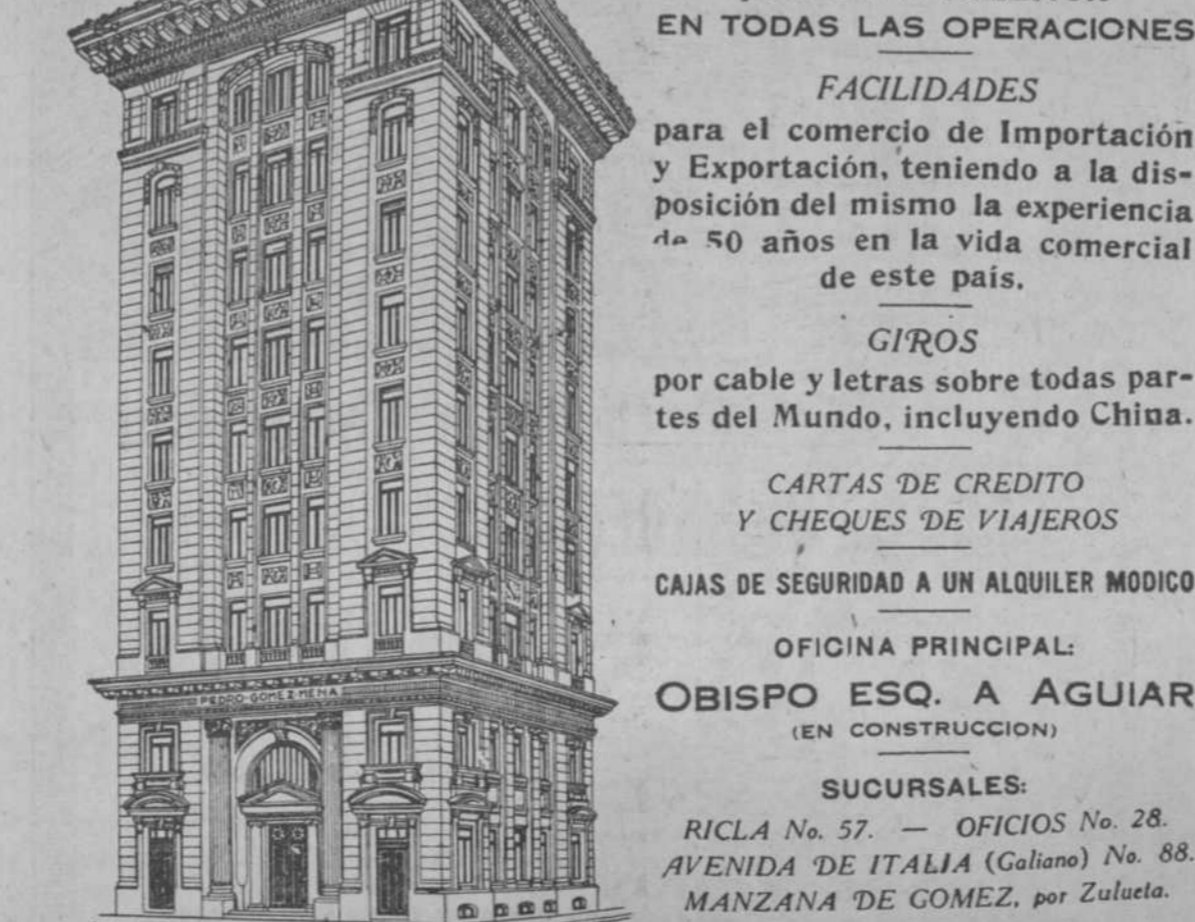 EN TODAS LAS OPERACIONES
FACILIDADES
para el comercio de Importación
y Exportación, teniendo a la dis-
posición del mismo la experiencia
de 50 años en la vida comercial
de este país.
GIROS
por cable y letras sobre todas par-
tes del Mundo, incluyendo China.
CARTAS DE CREDITO
Y CHEQUES DE VIAJEROS
CAJAS DE SEGURIDAD A UN ALQUILER MODICO
OFICINA PRINCIPAL:
OBISPO ESQ. A AGUIAR
(EN CONSTRUCCION)
SUCURSALES:
RICLA No. 57. — OFICIOS No. 28.
AVENIDA DE ITALIA (Galiano) No. 88.
MANZANA DE GOMEZ, por Zulueta.
PEDRO-GOMEZ-MENA